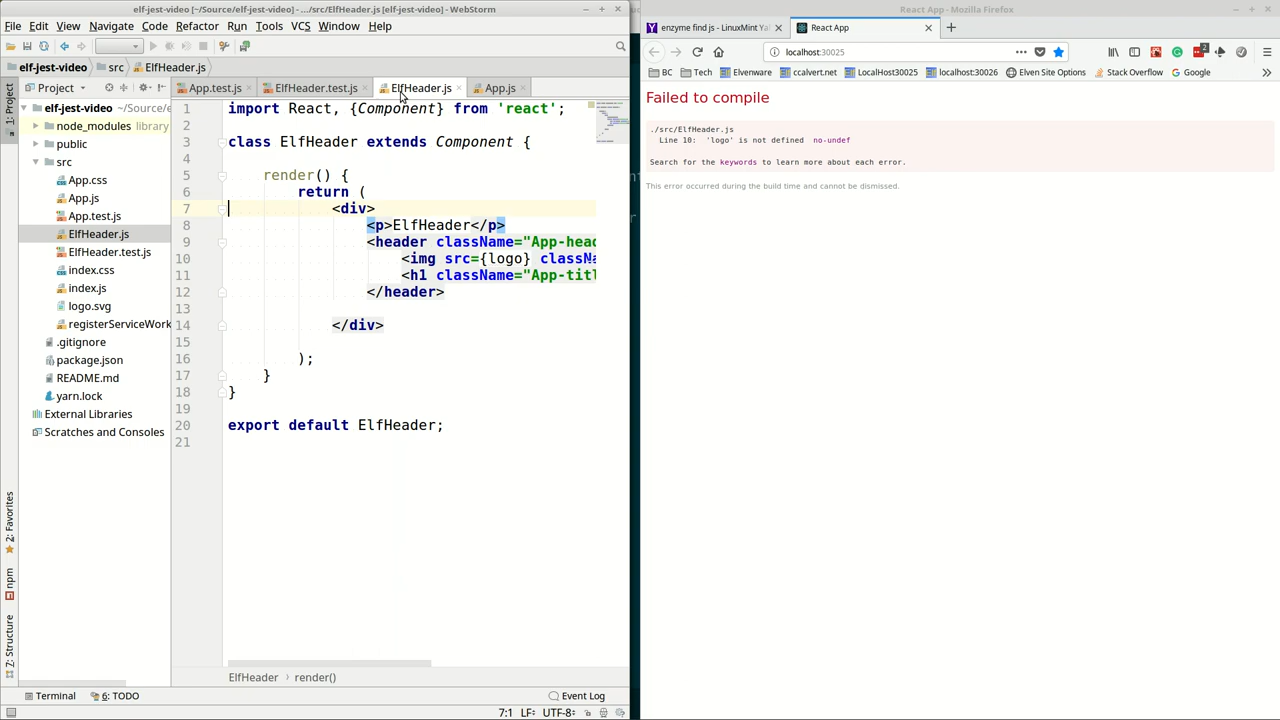 elf-jest-video [~/Source/elf-jest-video] - .../src/ElfHeader.js [elf-jest-video] - WebStorm
File Edit View Navigate Code Refactor Run Tools VCS Window Help
elf-jest-video src ElfHeader.js
Project
App.test.js ElfHeader.test.js ElfHeader.js App.js
1: Project
elf-jest-video ~/Source/e
node_modules library
public
src
App.css
App.js
App.test.js
ElfHeader.js
ElfHeader.test.js
index.css
index.js
logo.svg
registerServiceWork
.gitignore
package.json
README.md
yarn.lock
External Libraries
Scratches and Consoles
2: Favorites
npm
Z: Structure
1 import React, {Component} from 'react';
2
3 class ElfHeader extends Component {
4
5 render() {
6 return (
7 <div>
8 <p>ElfHeader</p>
9 <header className="App-head
10 <img src={logo} classNa
11 <h1 className="App-titl
12 </header>
13
14 </div>
15
16 );
17 }
18 }
19
20 export default ElfHeader;
21
ElfHeader › render()
Terminal 6: TODO Event Log
7:1 LF÷ UTF-8÷
React App - Mozilla Firefox
enzyme find.js - LinuxMint Ya
React App
localhost:30025
2
BC Tech Elvenware ccalvert.net LocalHost30025 localhost:30026 Elven Site Options Stack Overflow Google
Failed to compile
./src/ElfHeader.js
Line 10: 'logo' is not defined no-undef
Search for the keywords to learn more about each error.
This error occurred during the build time and cannot be dismissed.